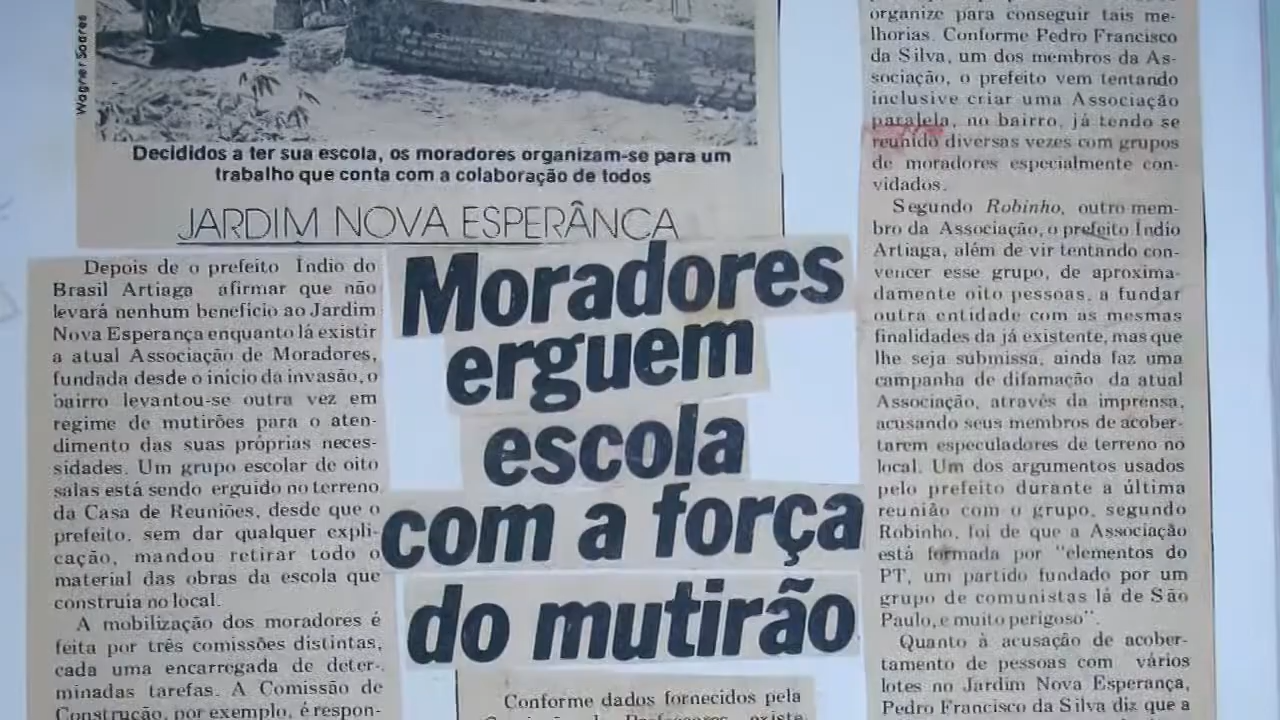 Wagner Soares
Decididos a ter sua escola, os moradores organizam-se para um
trabalho que conta com a colaboração de todos
JARDIM NOVA ESPERÂNÇA
Moradores
erguem
escola
com a força
do mutirão
Depois de o prefeito Índio do
Brasil Artiaga afirmar que não
levará nenhum benefício ao Jardim
Nova Esperança enquanto lá existir
a atual Associação de Moradores,
fundada desde o início da invasão, o
bairro levantou-se outra vez em
regime de mutirões para o aten-
dimento das suas próprias neces-
sidades. Um grupo escolar de oito
salas está sendo erguido no terreno
da Casa de Reuniões, desde que o
prefeito, sem dar qualquer expli-
cação, mandou retirar todo o
material das obras da escola que
construía no local.
A mobilização dos moradores é
feita por três comissões distintas,
cada uma encarregada de deter-
minadas tarefas. A Comissão de
Construção, por exemplo, é respon-
Conforme dados fornecidos pela
organize para conseguir tais me-
lhorias. Conforme Pedro Francisco
da Silva, um dos membros da As-
sociação, o prefeito vem tentando
inclusive criar uma Associação
paralela, no bairro, já tendo se
reunido diversas vezes com grupos
de moradores especialmente con-
vidados.
Segundo Robinho, outro mem-
bro da Associação, o prefeito Índio
Artiaga, além de vir tentando con-
vencer esse grupo, de aproxima-
damente oito pessoas, a fundar
outra entidade com as mesmas
finalidades da já existente, mas que
lhe seja submissa, ainda faz uma
campanha de difamação da atual
Associação, através da imprensa,
acusando seus membros de acober-
tarem especuladores de terreno no
local. Um dos argumentos usados
pelo prefeito durante a última
reunião com o grupo, segundo
Robinho, foi de que a Associação
está formada por "elementos do
PT, um partido fundado por um
grupo de comunistas lá de São
Paulo, e muito perigoso".
Quanto à acusação de acober-
tamento de pessoas com vários
lotes no Jardim Nova Esperança,
Pedro Francisco da Silva diz que a